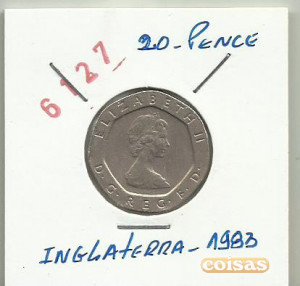 20-PENCE
6127
ELIZABETH II
D·G·REG·F·D·
INGLATERRA-1983
coisas